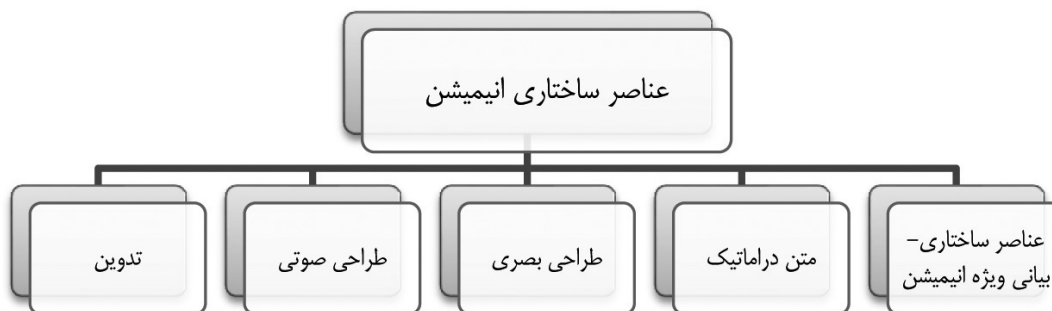 عناصر ساختاری انیمیشن
عناصر ساختاری-
بیانی ویژه انیمیشن
متن دراماتیک
طراحی بصری
طراحی صوتی
تدوین